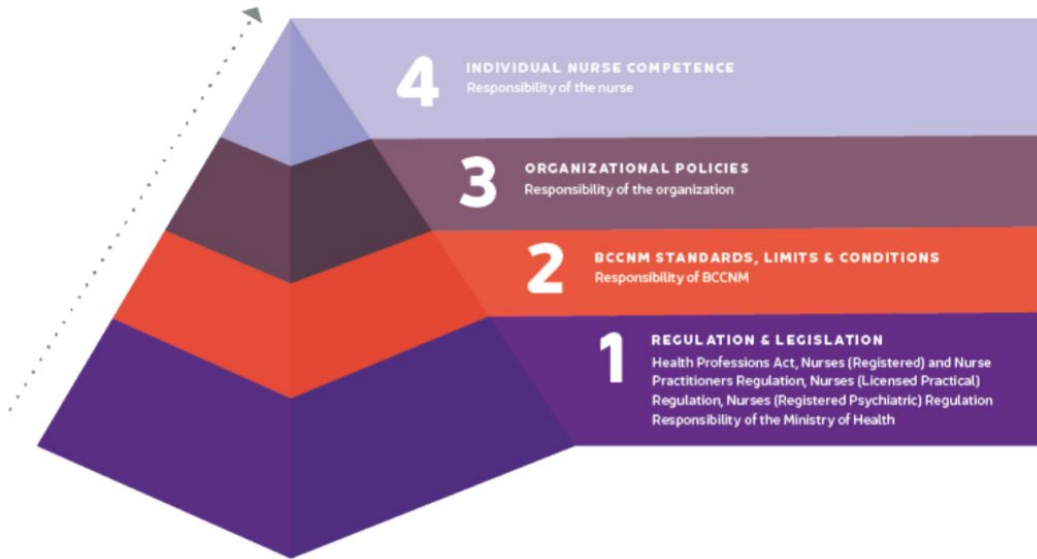 4
INDIVIDUAL NURSE COMPETENCE
Responsibility of the nurse
3
ORGANIZATIONAL POLICIES
Responsibility of the organization
2
BCCNM STANDARDS, LIMITS & CONDITIONS
Responsibility of BCCNM
1
REGULATION & LEGISLATION
Health Professions Act, Nurses (Registered) and Nurse
Practitioners Regulation, Nurses (Licensed Practical)
Regulation, Nurses (Registered Psychiatric) Regulation
Responsibility of the Ministry of Health